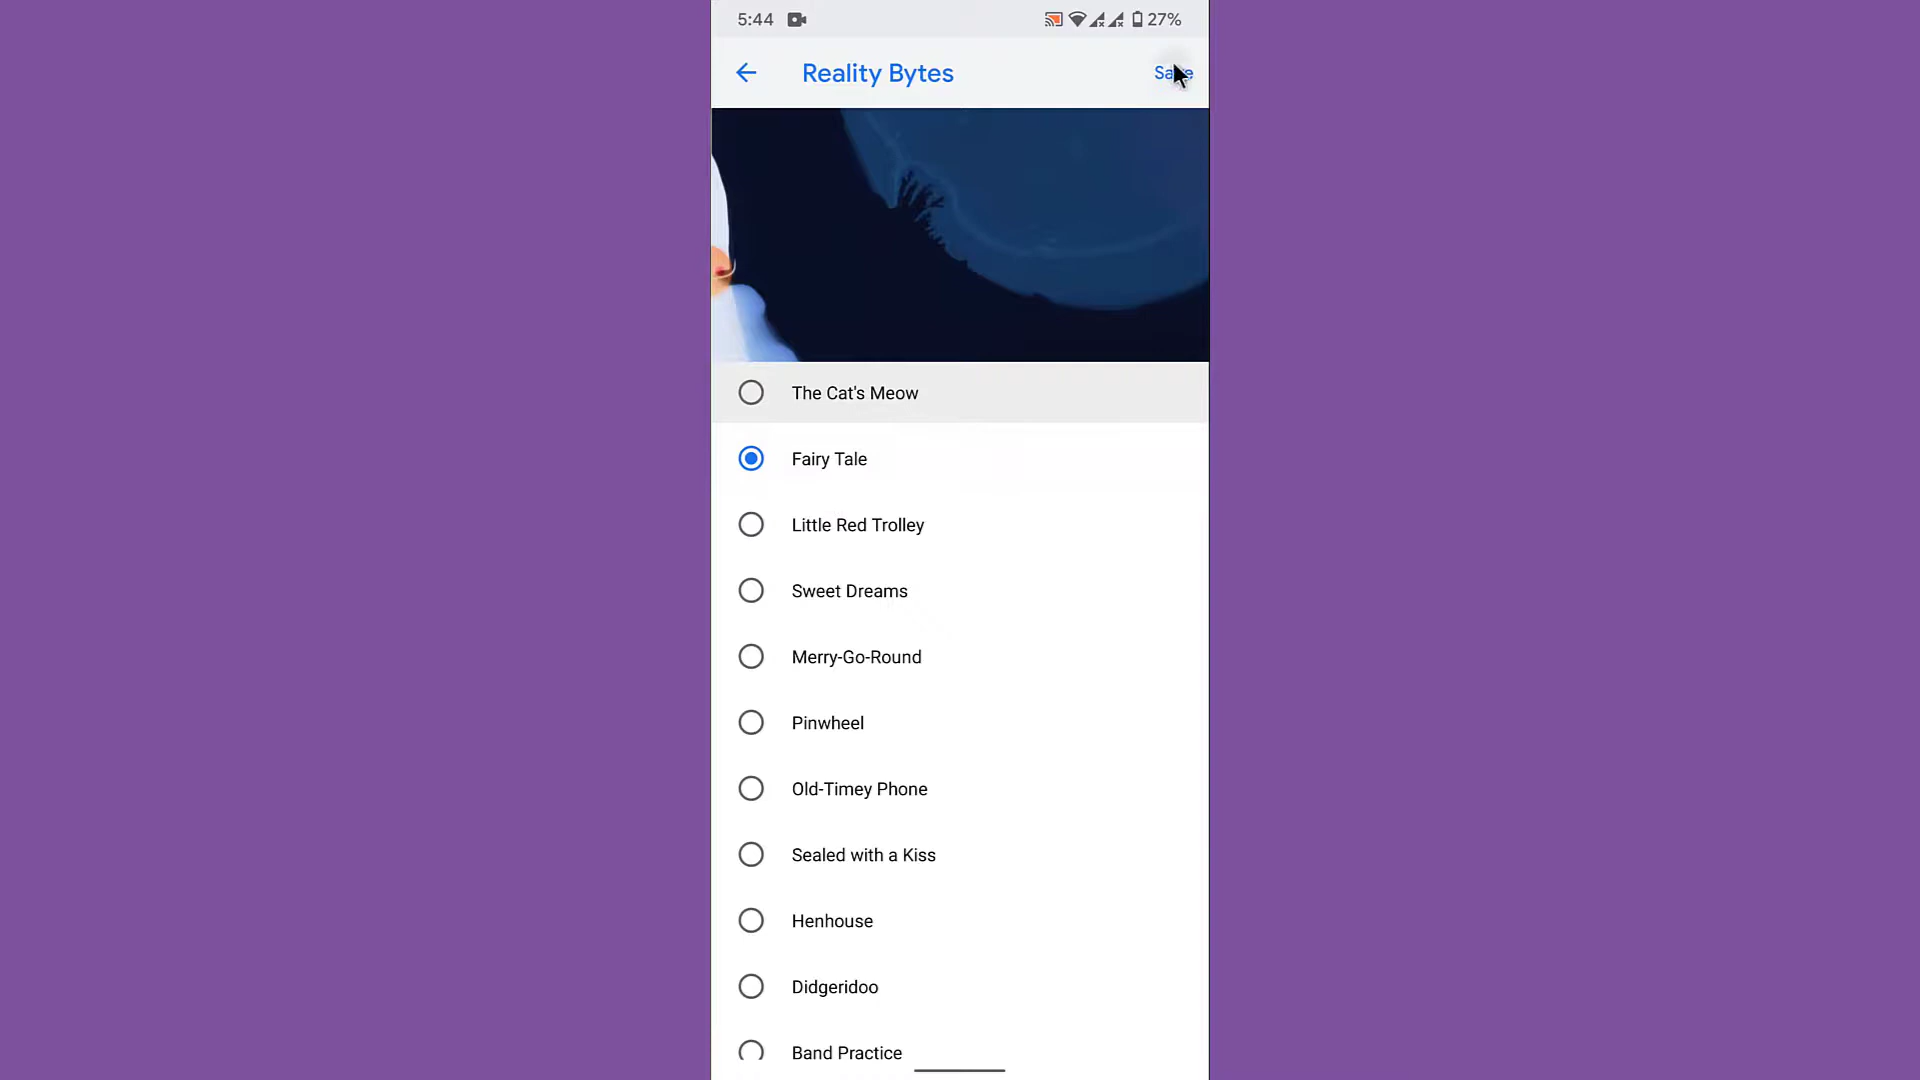 5:44 27%
Reality Bytes
The Cat's Meow
Fairy Tale
Little Red Trolley
Sweet Dreams
Merry-Go-Round
Pinwheel
Old-Timey Phone
Sealed with a Kiss
Henhouse
Didgeridoo
Band Practice